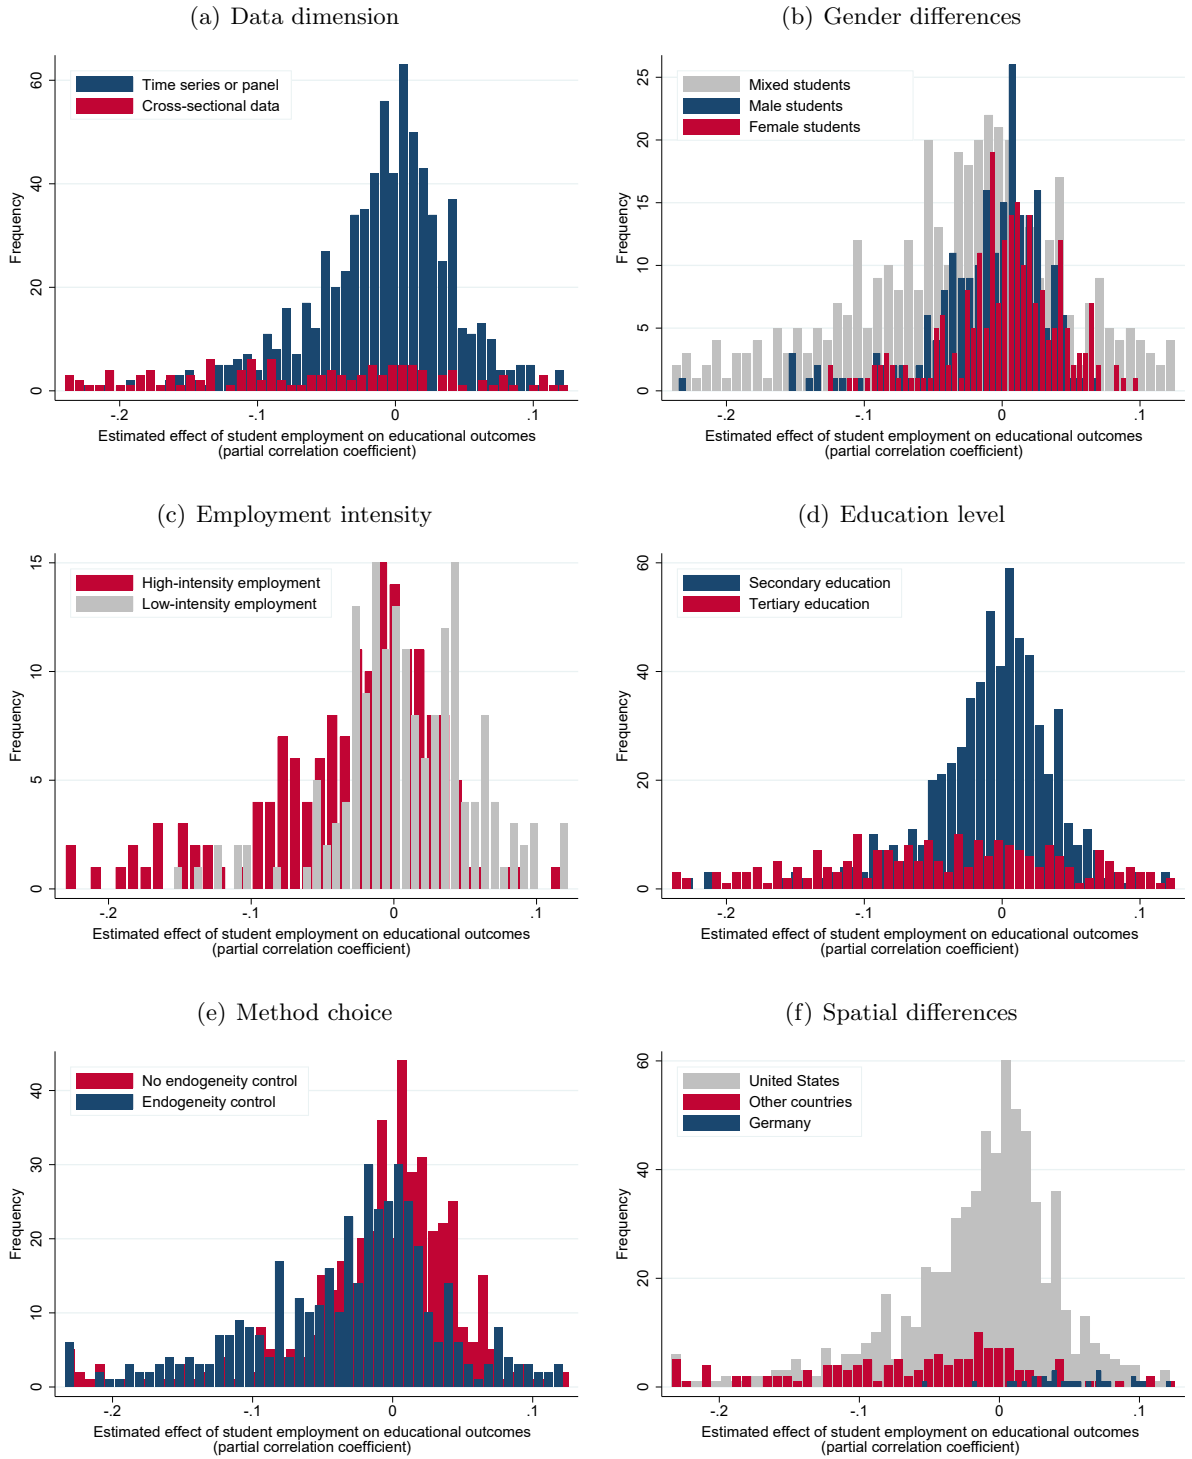 (a) Data dimension
60
40
20
0
Frequency
Time series or panel
Cross-sectional data
-.2
-.1
0
.1
Estimated effect of student employment on educational outcomes
(partial correlation coefficient)
(b) Gender differences
25
20
15
10
5
0
Frequency
Mixed students
Male students
Female students
-.2
-.1
0
.1
Estimated effect of student employment on educational outcomes
(partial correlation coefficient)
(c) Employment intensity
15
10
5
0
Frequency
High-intensity employment
Low-intensity employment
-.2
-.1
0
.1
Estimated effect of student employment on educational outcomes
(partial correlation coefficient)
(d) Education level
60
40
20
0
Frequency
Secondary education
Tertiary education
-.2
-.1
0
.1
Estimated effect of student employment on educational outcomes
(partial correlation coefficient)
(e) Method choice
40
30
20
10
0
Frequency
No endogeneity control
Endogeneity control
-.2
-.1
0
.1
Estimated effect of student employment on educational outcomes
(partial correlation coefficient)
(f) Spatial differences
60
40
20
0
Frequency
United States
Other countries
Germany
-.2
-.1
0
.1
Estimated effect of student employment on educational outcomes
(partial correlation coefficient)